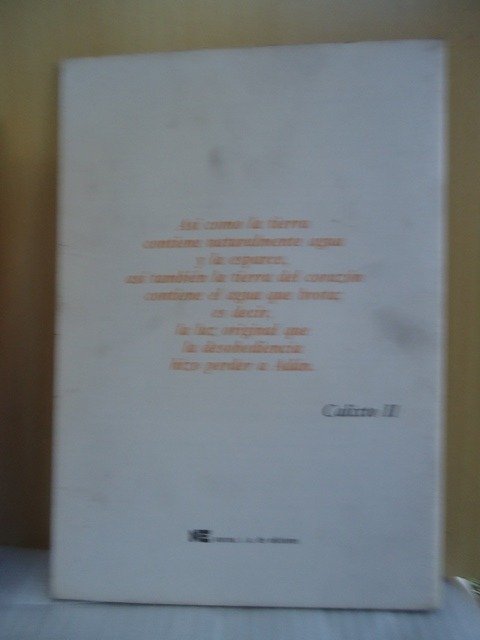 Así como la tierra
contiene naturalmente agua
y la esparce,
así también la tierra del corazón
contiene el agua que brota;
es decir,
la luz original que
la desobediencia
hizo perder a Adán.
Calixto II